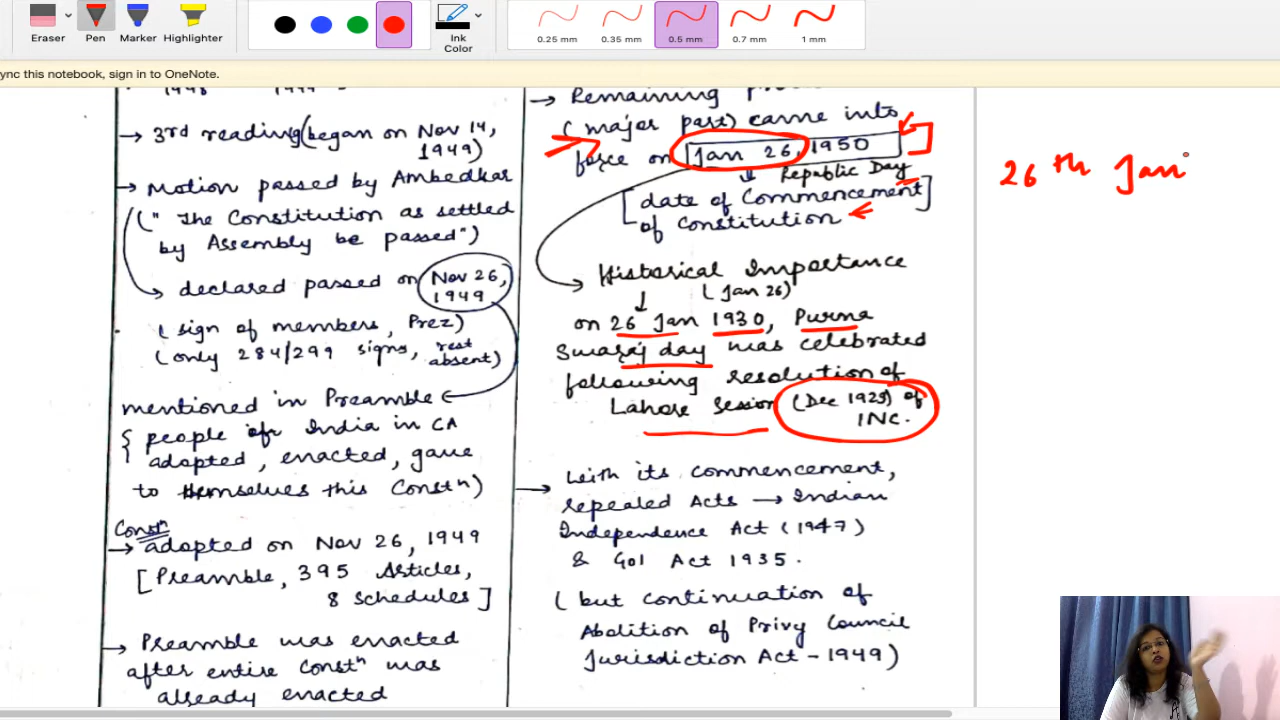 Eraser
Pen
Marker
Highlighter
Ink
Color
0.25 mm
0.35 mm
0.5 mm
0.7 mm
1 mm
ync this notebook, sign in to OneNote.
→ 3rd reading (began on Nov 14,
1949)
→ Motion passed by Ambedkar
(" The Constitution as settled
by Assembly be passed")
declared passed on Nov 26,
1949
(sign of members, Prez)
(only 284/299 signs, rest
absent)
mentioned in Preamble
{ people of India in CA
adopted, enacted, gave
to themselves this Constn)
Constn
→ adopted on Nov 26, 1949
[Preamble, 395 Articles,
8 schedules]
→ Preamble was enacted
after entire Constn was
already enacted
→ Remaining
(major part) came into
force on Jan 26, 1950
Republic Day
[date of Commencement]
of Constitution
Historical Importance
(Jan 26)
on 26 Jan 1930, Purna
Swaraj day was celebrated
following resolution of
Lahore Session (Dec 1929) of
INC.
→ With its commencement,
repealed Acts → Indian
Independence Act (1947)
& GoI Act 1935.
(but continuation of
Abolition of Privy Council
Jurisdiction Act - 1949)
26th Jan